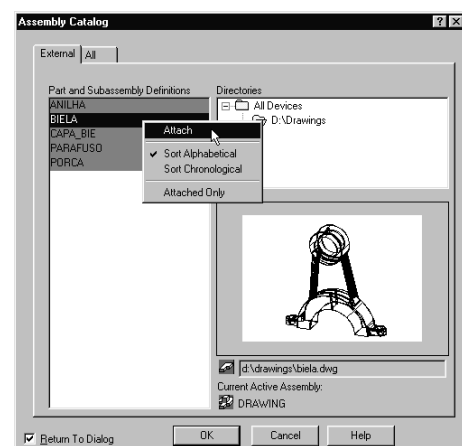 Assembly Catalog
External
All
Part and Subassembly Definitions
ANILHA
BIELA
CAPA_BIE
PARAFUSO
PORCA
Attach
Sort Alphabetical
Sort Chronological
Attached Only
Directories
All Devices
D:\Drawings
d:\drawings\biela.dwg
Current Active Assembly:
DRAWING
Return To Dialog
OK
Cancel
Help